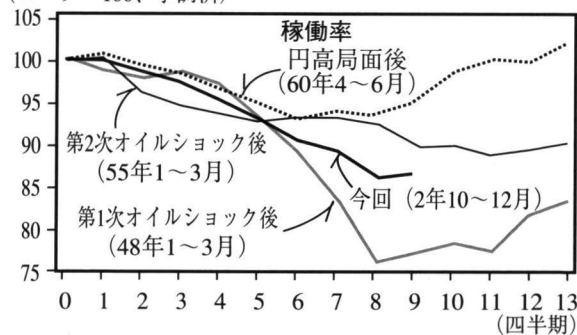 105
100
95
90
85
80
75
稼働率
円高局面後
(60年4〜6月)
第2次オイルショック後
(55年1〜3月)
今回(2年10〜12月)
第1次オイルショック後
(48年1〜3月)
0 1 2 3 4 5 6 7 8 9 10 11 12 13
(四半期)